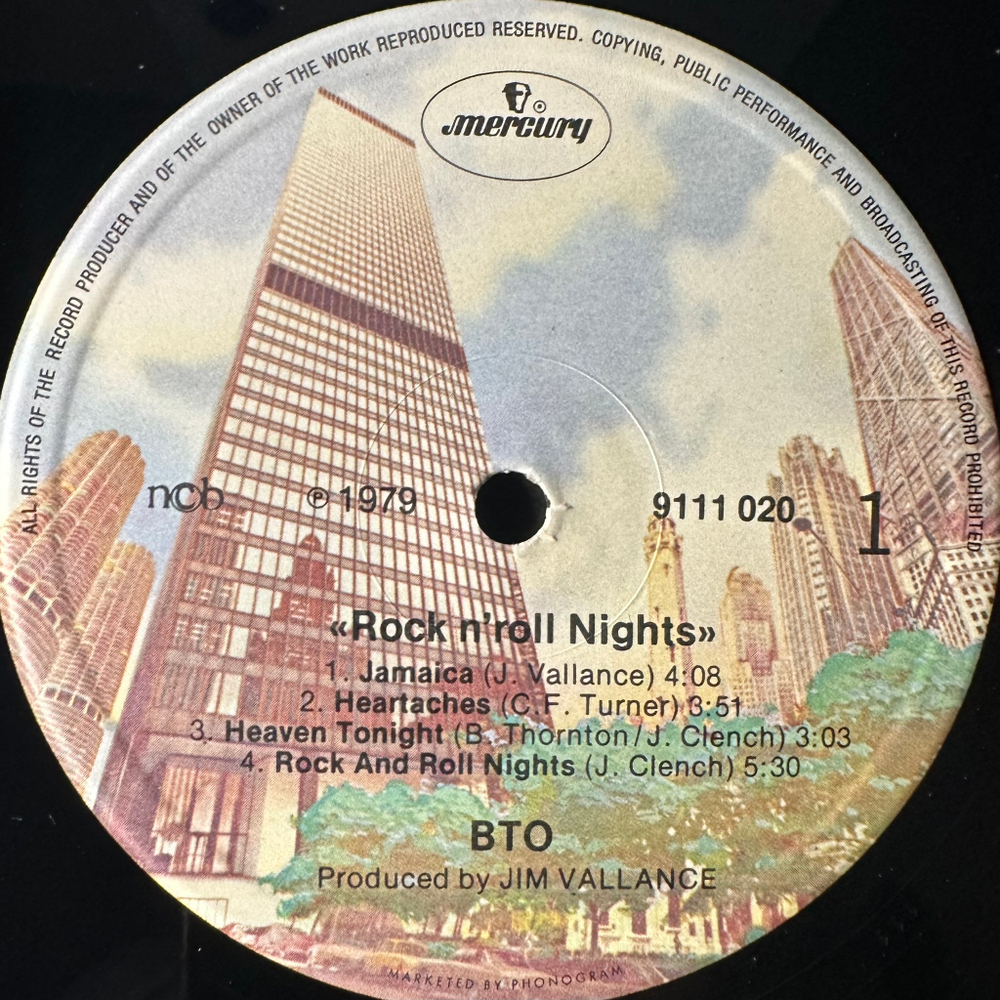 ALL RIGHTS OF THE RECORD PRODUCER AND OF THE OWNER OF THE WORK REPRODUCED RESERVED. COPYING, PUBLIC PERFORMANCE AND BROADCASTING OF THIS RECORD PROHIBITED
mercury
ncb ℗ 1979 9111 020 1
«Rock n'roll Nights»
1. Jamaica (J. Vallance) 4:08
2. Heartaches (C.F. Turner) 3:51
3. Heaven Tonight (B. Thornton/J. Clench) 3:03
4. Rock And Roll Nights (J. Clench) 5:30
BTO
Produced by JIM VALLANCE
MARKETED BY PHONOGRAM